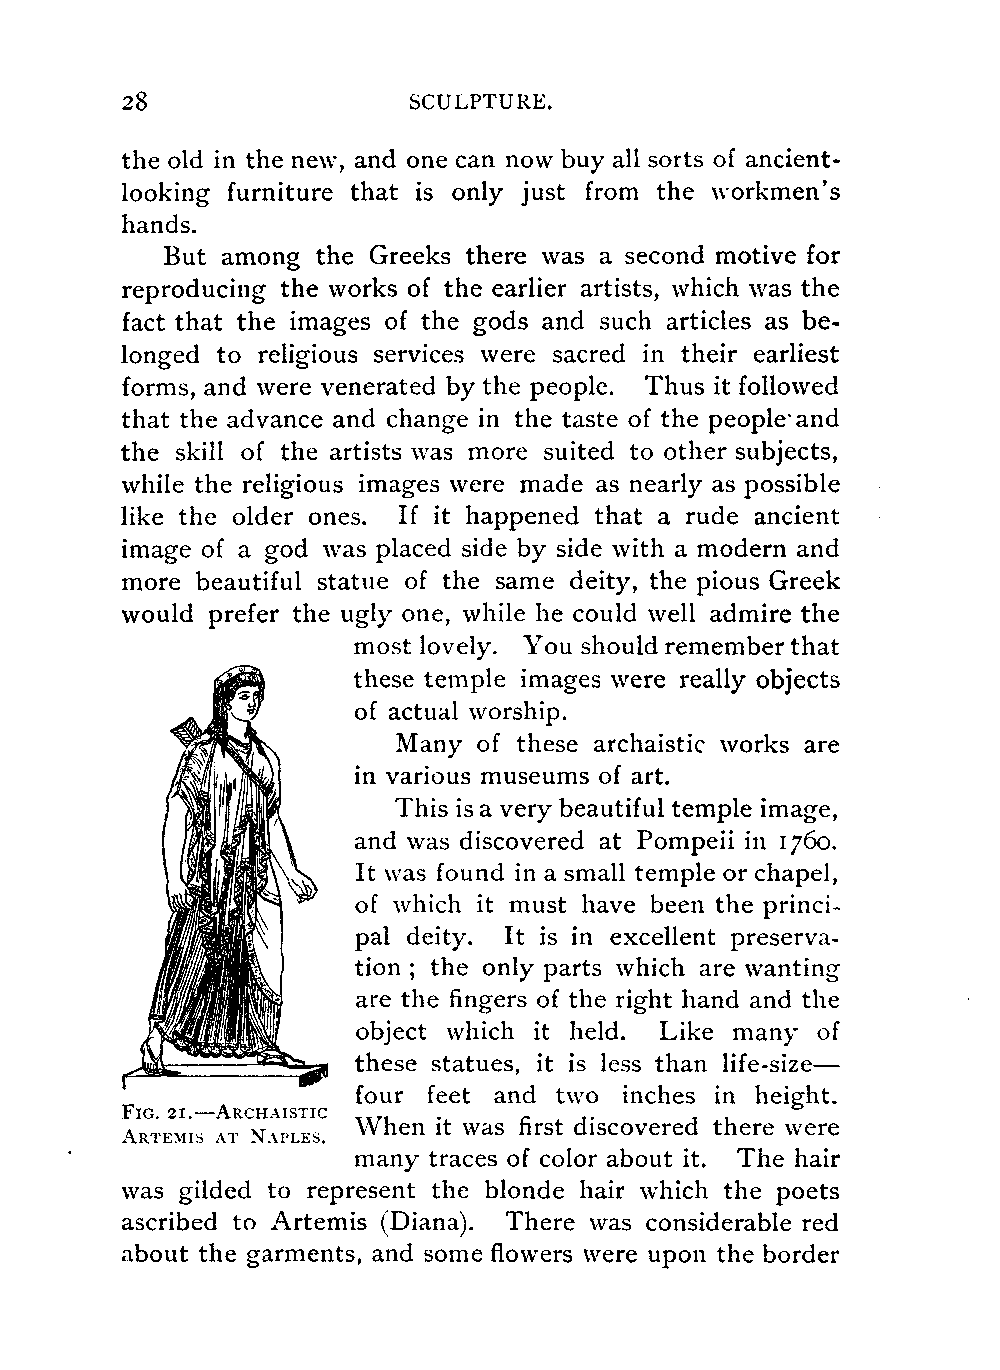 28 SCULPTURE.
the old in the new, and one can now buy all sorts of ancient-
looking furniture that is only just from the workmen's
hands.
But among the Greeks there was a second motive for
reproducing the works of the earlier artists, which was the
fact that the images of the gods and such articles as be-
longed to religious services were sacred in their earliest
forms, and were venerated by the people. Thus it followed
that the advance and change in the taste of the people and
the skill of the artists was more suited to other subjects,
while the religious images were made as nearly as possible
like the older ones. If it happened that a rude ancient
image of a god was placed side by side with a modern and
more beautiful statue of the same deity, the pious Greek
would prefer the ugly one, while he could well admire the
most lovely. You should remember that
these temple images were really objects
of actual worship.
Many of these archaistic works are
in various museums of art.
This is a very beautiful temple image,
and was discovered at Pompeii in 1760.
It was found in a small temple or chapel,
of which it must have been the princi-
pal deity. It is in excellent preserva-
tion ; the only parts which are wanting
are the fingers of the right hand and the
object which it held. Like many of
these statues, it is less than life-size—
four feet and two inches in height.
When it was first discovered there were
many traces of color about it. The hair
FIG. 21.—ARCHAISTIC
ARTEMIS AT NAPLES.
was gilded to represent the blonde hair which the poets
ascribed to Artemis (Diana). There was considerable red
about the garments, and some flowers were upon the border